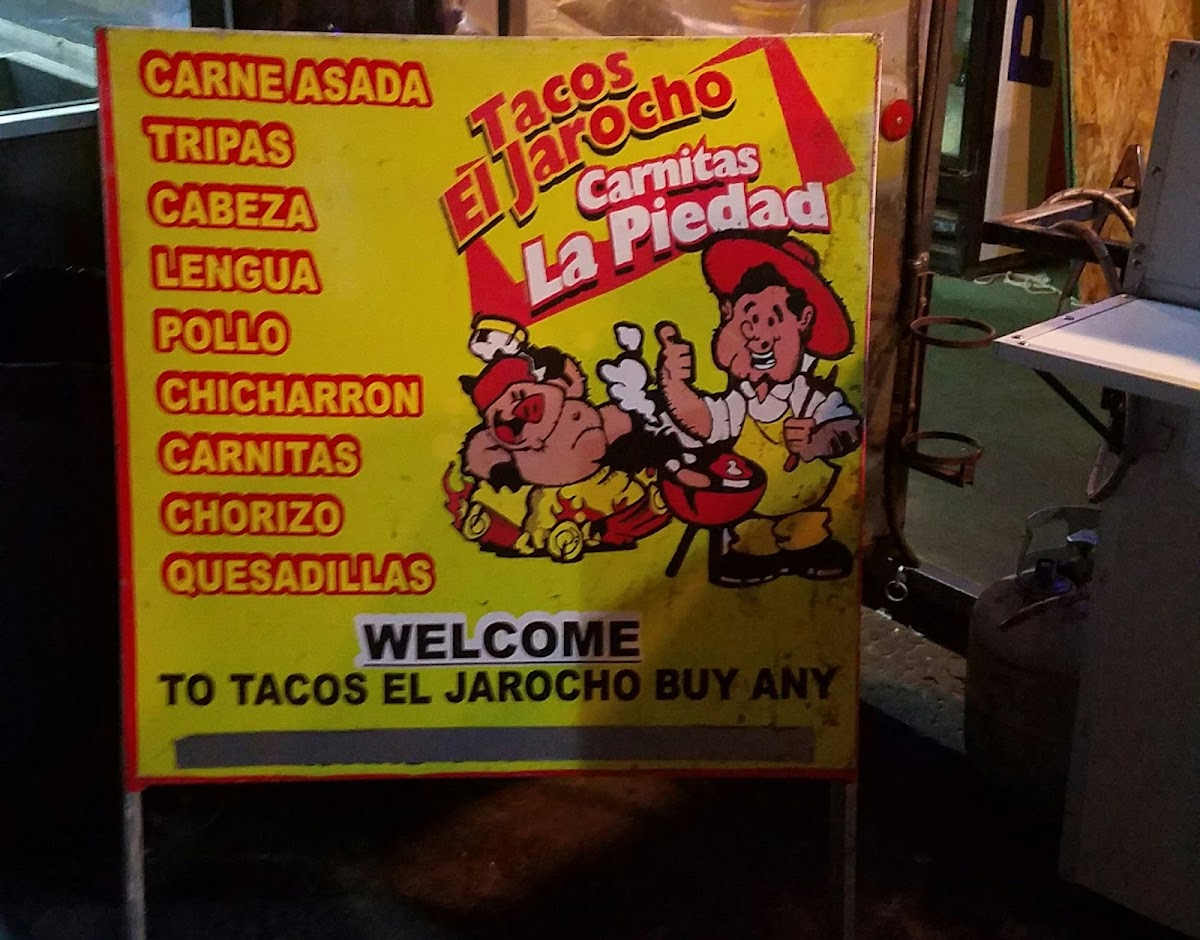 CARNE ASADA
TRIPAS
CABEZA
LENGUA
POLLO
CHICHARRON
CARNITAS
CHORIZO
QUESADILLAS
Tacos
El Jarocho
Carnitas
La Piedad
WELCOME
TO TACOS EL JAROCHO BUY ANY